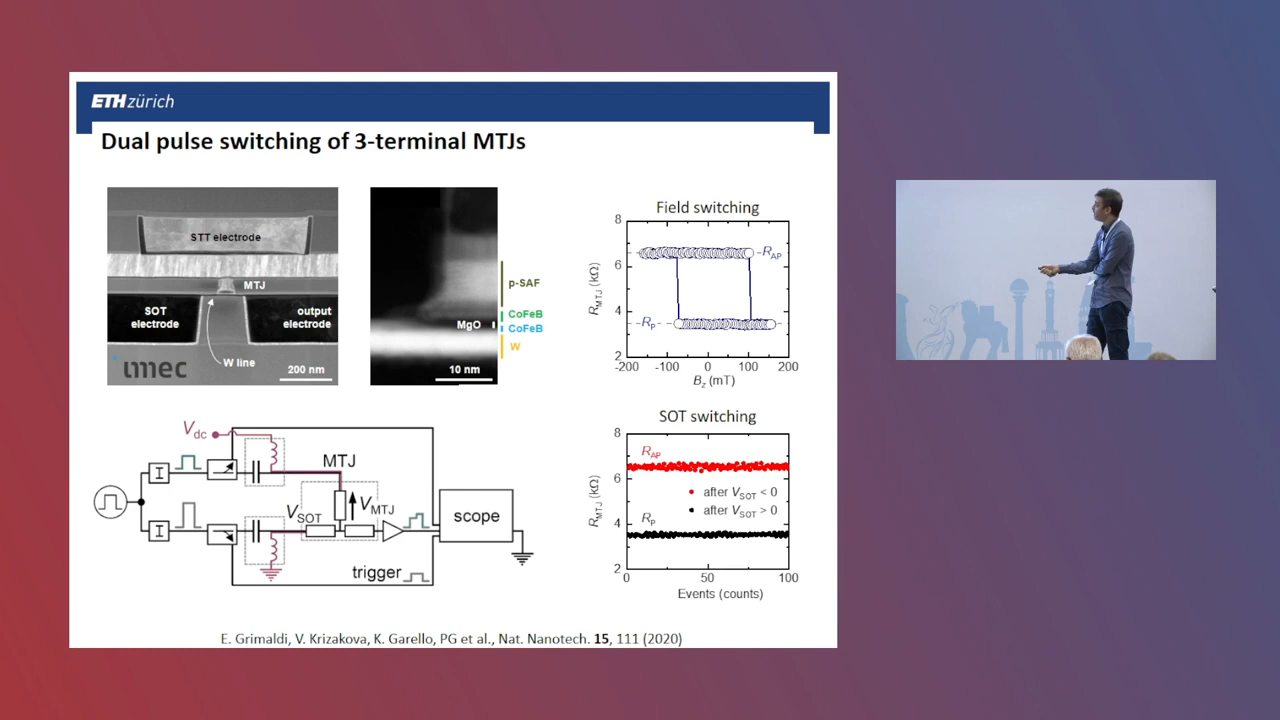 ETH zürich
Dual pulse switching of 3-terminal MTJs
STT electrode
MTJ
SOT
electrode
output
electrode
W line
imec
200 nm
p-SAF
CoFeB
MgO
CoFeB
W
10 nm
Field switching
R_MTJ (kΩ)
8
6
4
2
R_AP
R_P
-200 -100 0 100 200
B_z (mT)
SOT switching
R_MTJ (kΩ)
8
6
4
2
R_AP
after V_SOT < 0
after V_SOT > 0
R_P
0 50 100
Events (counts)
V_dc
I
MTJ
V_SOT
V_MTJ
I
scope
trigger
E. Grimaldi, V. Krizakova, K. Garello, PG et al., Nat. Nanotech. 15, 111 (2020)